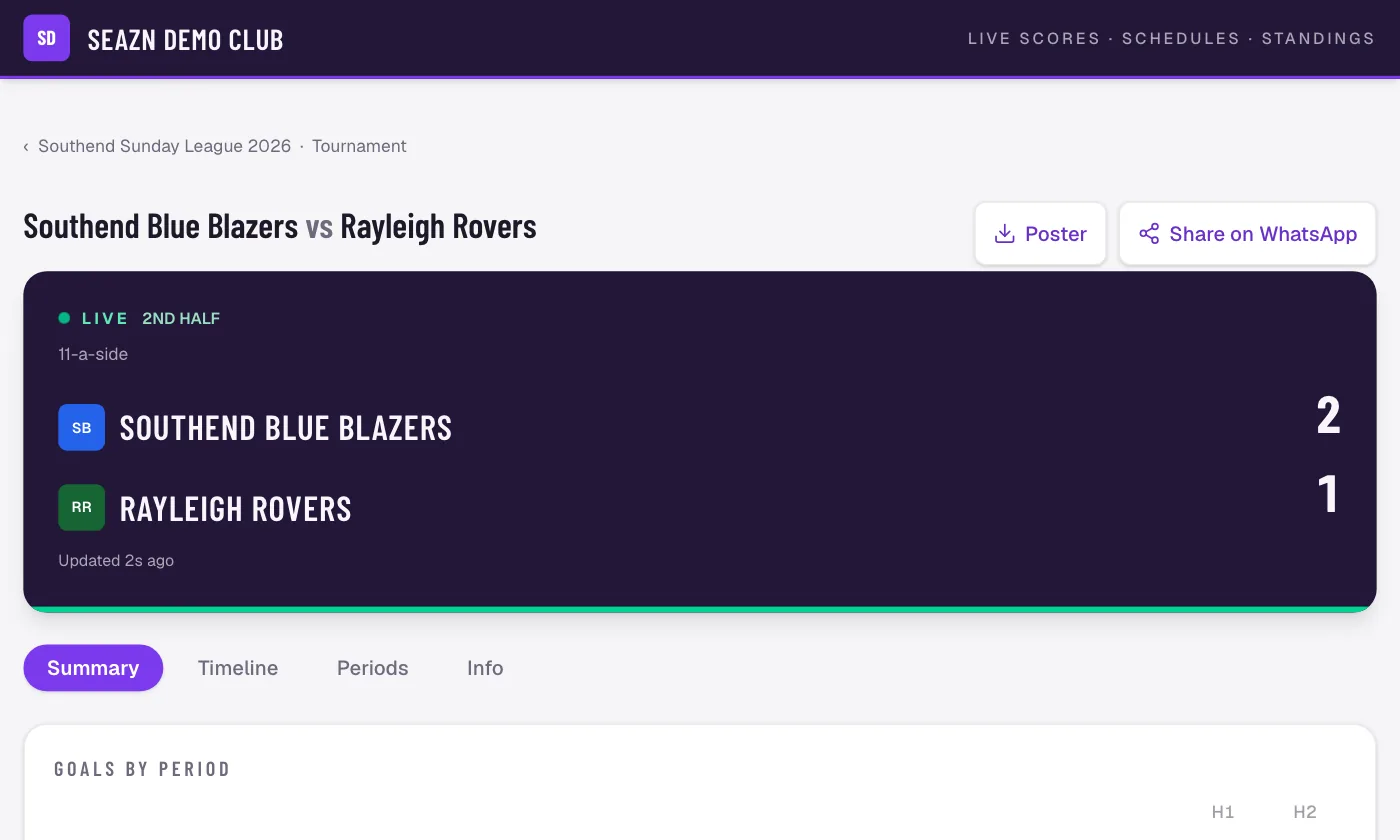 SD SEAZN DEMO CLUB LIVE SCORES · SCHEDULES · STANDINGS
‹ Southend Sunday League 2026 · Tournament
Southend Blue Blazers vs Rayleigh Rovers
Poster Share on WhatsApp
LIVE 2ND HALF
11-a-side
SB SOUTHEND BLUE BLAZERS 2
RR RAYLEIGH ROVERS 1
Updated 2s ago
Summary Timeline Periods Info
GOALS BY PERIOD
H1 H2